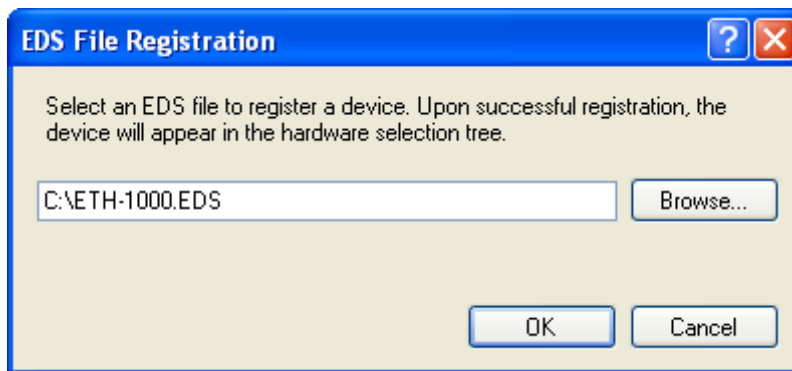 EDS File Registration
Select an EDS file to register a device. Upon successful registration, the
device will appear in the hardware selection tree.
C:\ETH-1000.EDS
Browse...
OK
Cancel